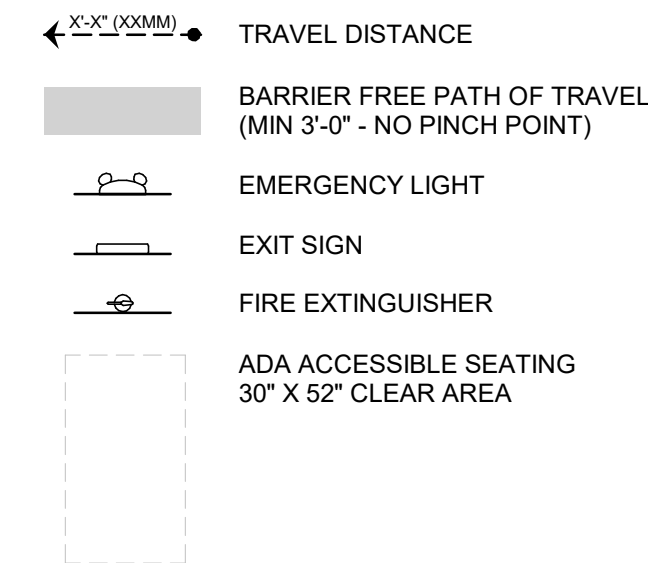 X'-X" (XXMM)
TRAVEL DISTANCE
BARRIER FREE PATH OF TRAVEL
(MIN 3'-0" - NO PINCH POINT)
EMERGENCY LIGHT
EXIT SIGN
FIRE EXTINGUISHER
ADA ACCESSIBLE SEATING
30" X 52" CLEAR AREA